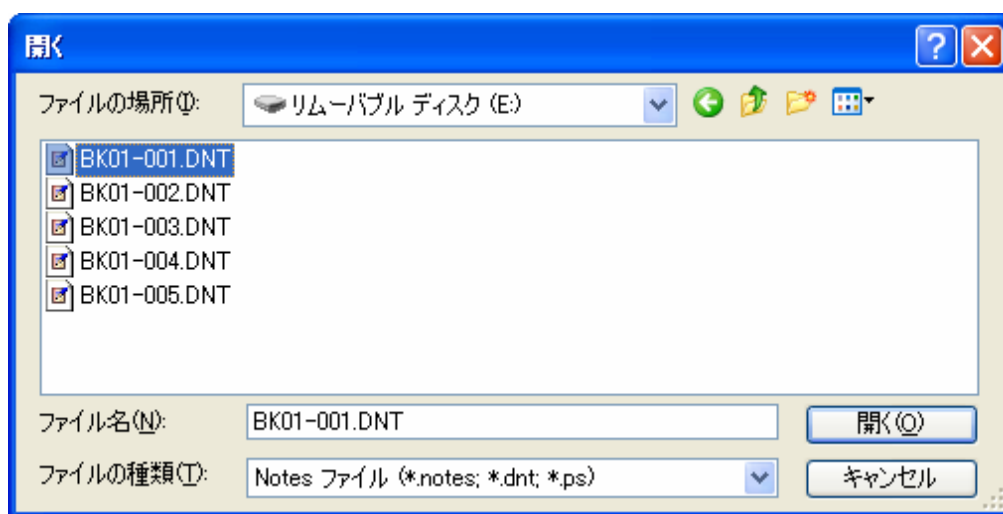 開く
ファイルの場所(I):
リムーバブル ディスク (E:)
BK01-001.DNT
BK01-002.DNT
BK01-003.DNT
BK01-004.DNT
BK01-005.DNT
ファイル名(N):
BK01-001.DNT
開く(O)
ファイルの種類(T):
Notes ファイル (*.notes; *.dnt; *.ps)
キャンセル